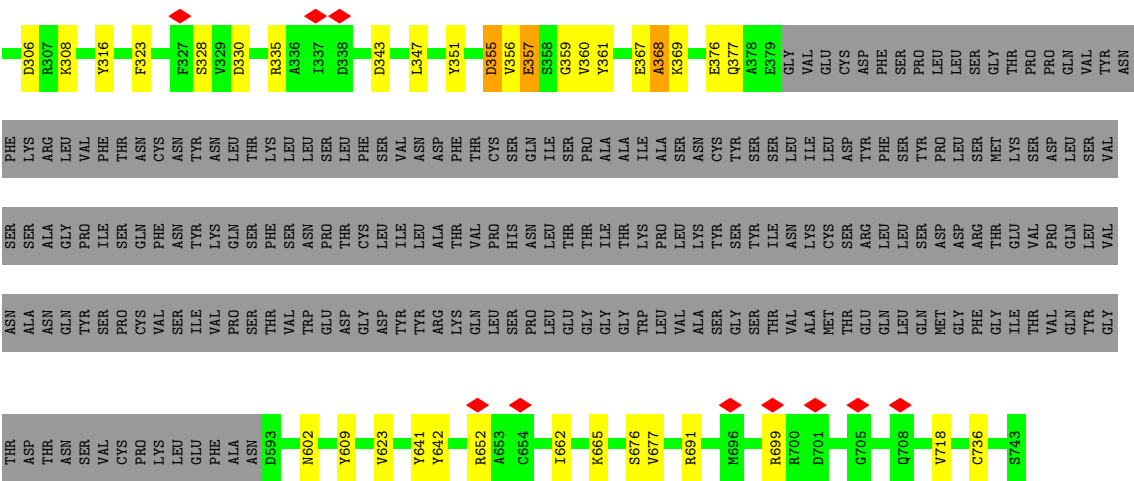 D306 R307 K308 Y316 F323 F327 S328 V329 D330 R335 A336 I337 D338 D343 L347 Y351 D355 V356 E357 S358 G359 V360 Y361 E367 A368 K369 E376 Q377 A378 E379 GLY VAL GLU CYS ASP PHE SER PRO LEU LEU SER GLY THR PRO PRO GLN VAL TYR ASN
PHE LYS ARG LEU VAL PHE THR ASN CYS ASN TYR ASN LEU THR LYS LEU LEU SER LEU PHE SER VAL ASN ASP PHE THR CYS SER GLN ILE SER PRO ALA ALA ILE ALA SER ASN CYS TYR SER SER LEU ILE LEU ASP TYR PHE SER TYR PRO LEU SER MET LYS SER ASP LEU SER VAL
SER SER ALA GLY PRO ILE SER GLN PHE ASN TYR LYS GLN SER PHE SER ASN PRO THR CYS LEU ILE LEU ALA THR VAL PRO HIS ASN LEU THR THR ILE THR LYS PRO LEU LYS TYR SER TYR ILE ASN LYS CYS SER ARG LEU LEU SER ASP ASP ARG THR GLU VAL PRO GLN LEU VAL
ASN ALA ASN GLN TYR SER PRO CYS VAL SER ILE VAL PRO SER THR VAL TRP GLU ASP GLY ASP TYR TYR ARG LYS GLN LEU SER PRO LEU GLU GLY GLY GLY TRP LEU VAL ALA SER GLY SER THR VAL ALA MET THR GLU GLN LEU GLN MET GLY PHE GLY ILE THR VAL GLN TYR GLY
THR ASP THR ASN SER VAL CYS PRO LYS LEU GLU PHE ALA ASN D593 N602 Y609 V623 Y641 Y642 R652 A653 C654 I662 K665 S676 V677 R691 M696 R699 R700 D701 G705 Q708 V718 C736 S743